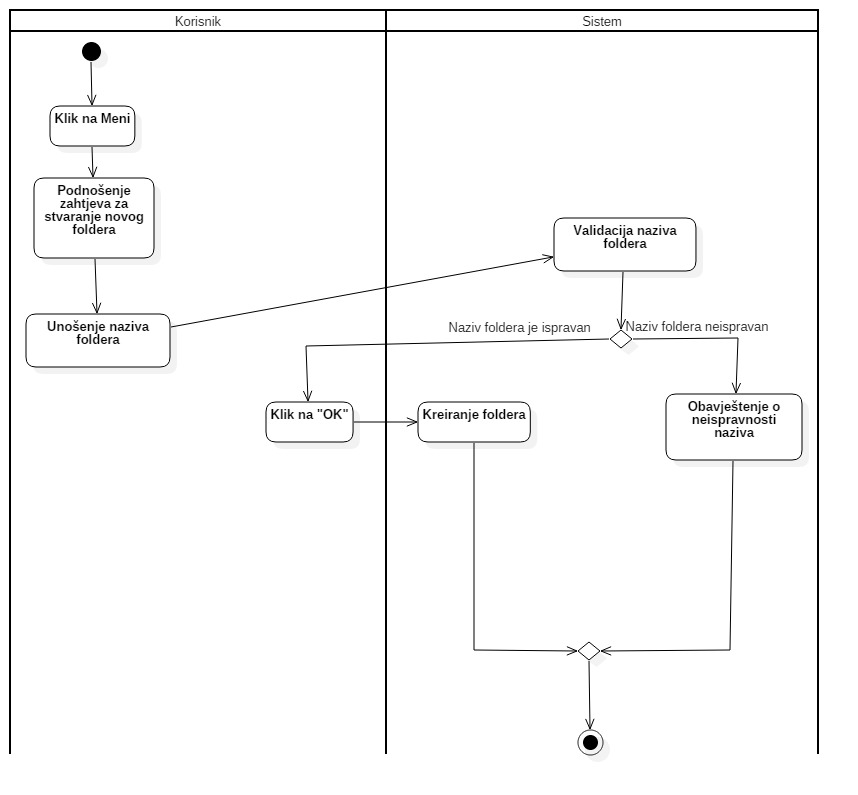 Korisnik
Sistem
Klik na Meni
Podnošenje
zahtjeva za
stvaranje novog
foldera
Validacija naziva
foldera
Unošenje naziva
foldera
Naziv foldera je ispravan
Naziv foldera neispravan
Klik na "OK"
Kreiranje foldera
Obavještenje o
neispravnosti
naziva